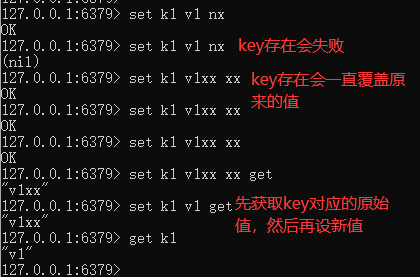 127.0.0.1:6379> set k1 v1 nx
OK
127.0.0.1:6379> set k1 v1 nx
key存在会失败
(nil)
127.0.0.1:6379> set k1 v1xx xx
key存在会一直覆盖原
来的值
OK
127.0.0.1:6379> set k1 v1xx xx
OK
127.0.0.1:6379> set k1 v1xx xx
OK
127.0.0.1:6379> set k1 v1xx xx get
"v1xx"
127.0.0.1:6379> set k1 v1 get
先获取key对应的原始
值，然后再设新值
"v1xx"
127.0.0.1:6379> get k1
"v1"
127.0.0.1:6379>